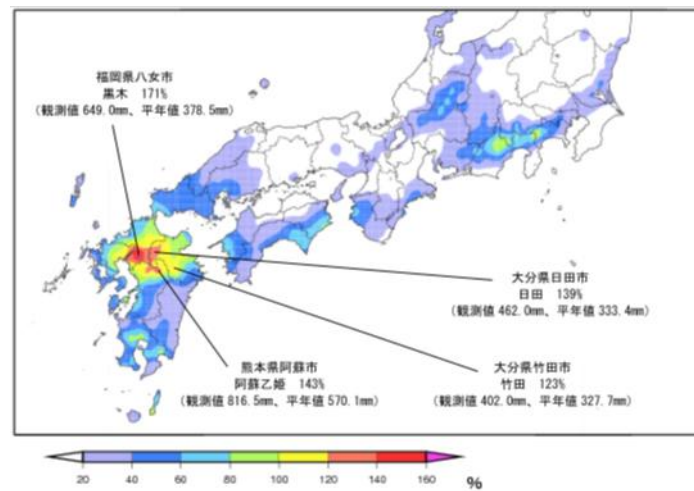 福岡県八女市
黒木 171%
(観測値 649.0mm、平年値 378.5mm)
大分県日田市
日田 139%
(観測値 462.0mm、平年値 333.4mm)
熊本県阿蘇市
阿蘇乙姫 143%
(観測値 816.5mm、平年値 570.1mm)
大分県竹田市
竹田 123%
(観測値 402.0mm、平年値 327.7mm)
20 40 60 80 100 120 140 160 %